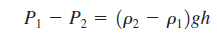 P₁ − P₂ = (ρ₂ − ρ₁)gh